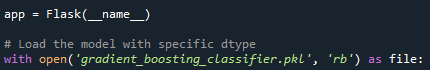 app = Flask(__name__)
# Load the model with specific dtype
with open('gradient_boosting_classifier.pkl', 'rb') as file: